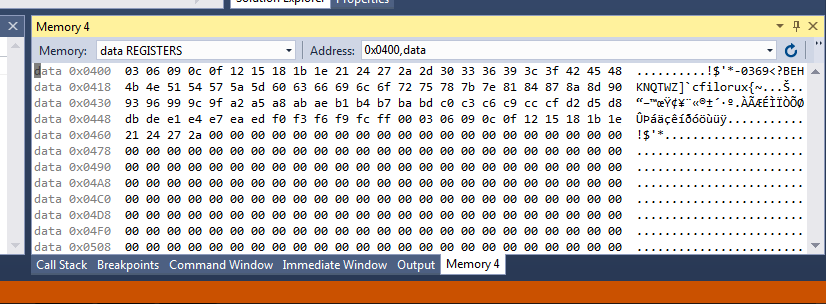 Solution Explorer Properties
Memory 4
Memory: data REGISTERS Address: 0x0400,data
data 0x0400 03 06 09 0c 0f 12 15 18 1b 1e 21 24 27 2a 2d 30 33 36 39 3c 3f 42 45 48 ..........!$'*-0369<?BEH
data 0x0418 4b 4e 51 54 57 5a 5d 60 63 66 69 6c 6f 72 75 78 7b 7e 81 84 87 8a 8d 90 KNQTWZ]`cfilorux{~...Š..
data 0x0430 93 96 99 9c 9f a2 a5 a8 ab ae b1 b4 b7 ba bd c0 c3 c6 c9 cc cf d2 d5 d8 “–™œŸ¢¥¨«®±´·º.ÀÃÆÉÌÏÒÕØ
data 0x0448 db de e1 e4 e7 ea ed f0 f3 f6 f9 fc ff 00 03 06 09 0c 0f 12 15 18 1b 1e ÛÞáäçêíðóöùüÿ...........
data 0x0460 21 24 27 2a 00 00 00 00 00 00 00 00 00 00 00 00 00 00 00 00 00 00 00 00 !$'*....................
data 0x0478 00 00 00 00 00 00 00 00 00 00 00 00 00 00 00 00 00 00 00 00 00 00 00 00 ........................
data 0x0490 00 00 00 00 00 00 00 00 00 00 00 00 00 00 00 00 00 00 00 00 00 00 00 00 ........................
data 0x04A8 00 00 00 00 00 00 00 00 00 00 00 00 00 00 00 00 00 00 00 00 00 00 00 00 ........................
data 0x04C0 00 00 00 00 00 00 00 00 00 00 00 00 00 00 00 00 00 00 00 00 00 00 00 00 ........................
data 0x04D8 00 00 00 00 00 00 00 00 00 00 00 00 00 00 00 00 00 00 00 00 00 00 00 00 ........................
data 0x04F0 00 00 00 00 00 00 00 00 00 00 00 00 00 00 00 00 00 00 00 00 00 00 00 00 ........................
data 0x0508 00 00 00 00 00 00 00 00 00 00 00 00 00 00 00 00 00 00 00 00 00 00 00 00 ........................
Call Stack Breakpoints Command Window Immediate Window Output Memory 4